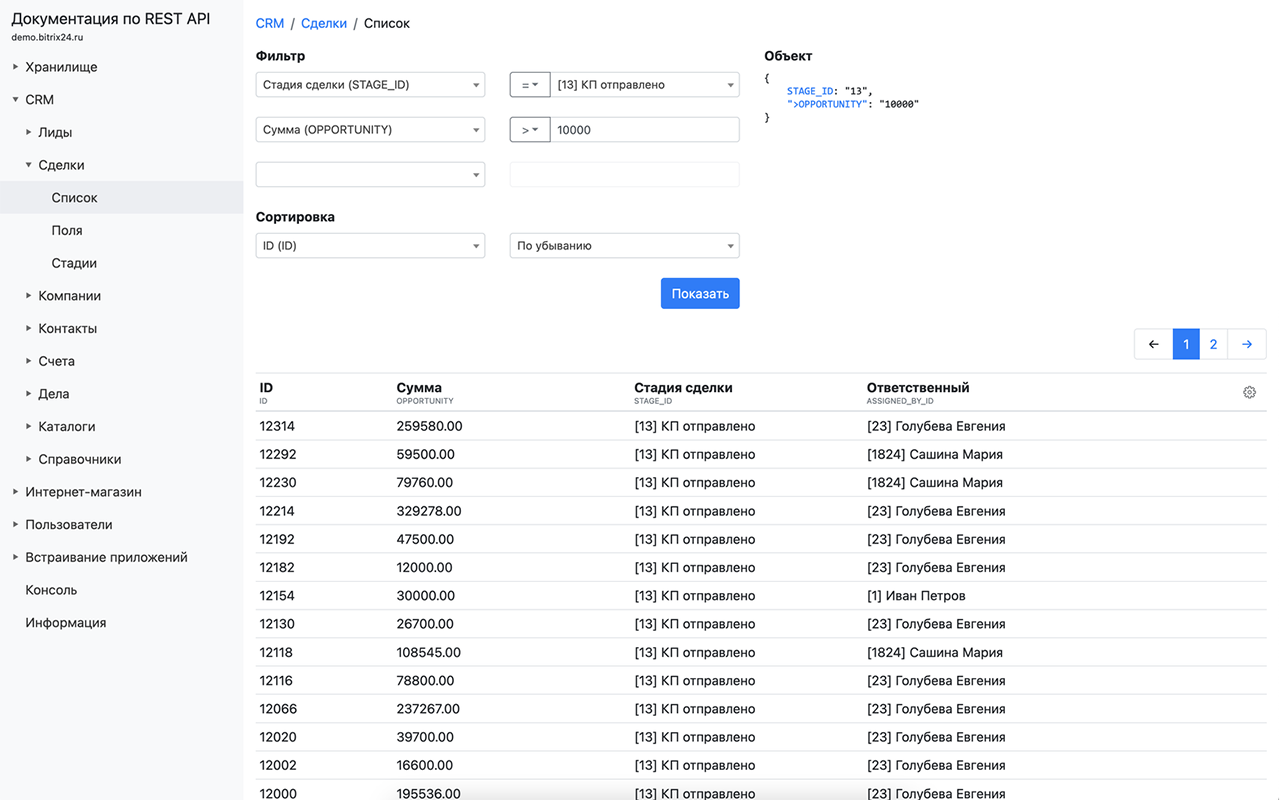 Документация по REST API
demo.bitrix24.ru
Хранилище
CRM
Лиды
Сделки
Список
Поля
Стадии
Компании
Контакты
Счета
Дела
Каталоги
Справочники
Интернет-магазин
Пользователи
Встраивание приложений
Консоль
Информация
CRM / Сделки / Список
Фильтр
Стадия сделки (STAGE_ID) = [13] КП отправлено
Сумма (OPPORTUNITY) > 10000
Сортировка
ID (ID) По убыванию
Показать
Объект
{
STAGE_ID: "13",
">OPPORTUNITY": "10000"
}
← 1 2 →
ID Сумма Стадия сделки Ответственный
ID OPPORTUNITY STAGE_ID ASSIGNED_BY_ID
12314 259580.00 [13] КП отправлено [23] Голубева Евгения
12292 59500.00 [13] КП отправлено [1824] Сашина Мария
12230 79760.00 [13] КП отправлено [1824] Сашина Мария
12214 329278.00 [13] КП отправлено [23] Голубева Евгения
12192 47500.00 [13] КП отправлено [23] Голубева Евгения
12182 12000.00 [13] КП отправлено [23] Голубева Евгения
12154 30000.00 [13] КП отправлено [1] Иван Петров
12130 26700.00 [13] КП отправлено [23] Голубева Евгения
12118 108545.00 [13] КП отправлено [1824] Сашина Мария
12116 78800.00 [13] КП отправлено [23] Голубева Евгения
12066 237267.00 [13] КП отправлено [23] Голубева Евгения
12020 39700.00 [13] КП отправлено [23] Голубева Евгения
12002 16600.00 [13] КП отправлено [23] Голубева Евгения
12000 195536.00 [13] КП отправлено [23] Голубева Евгения